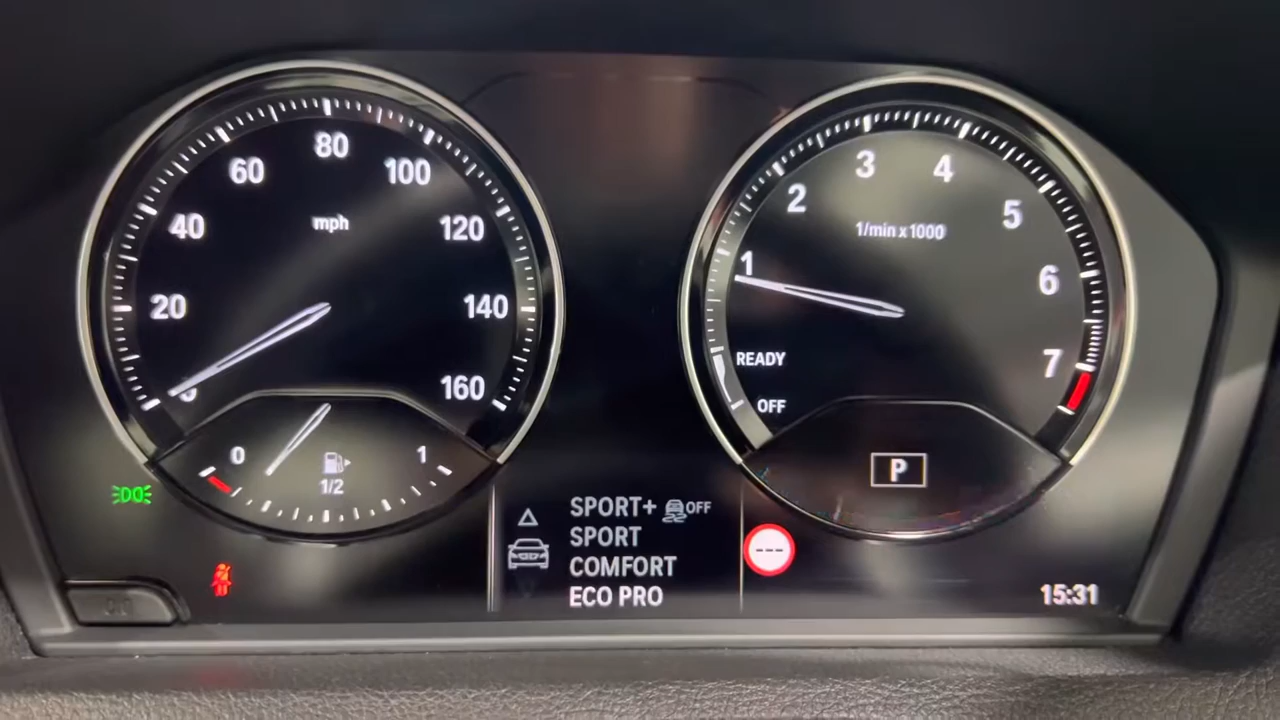 0
20
40
60
80
100
120
140
160
mph
0
1
1/2
1
2
3
4
5
6
7
1/min x 1000
READY
OFF
P
SPORT+ OFF
SPORT
COMFORT
ECO PRO
---
15:31